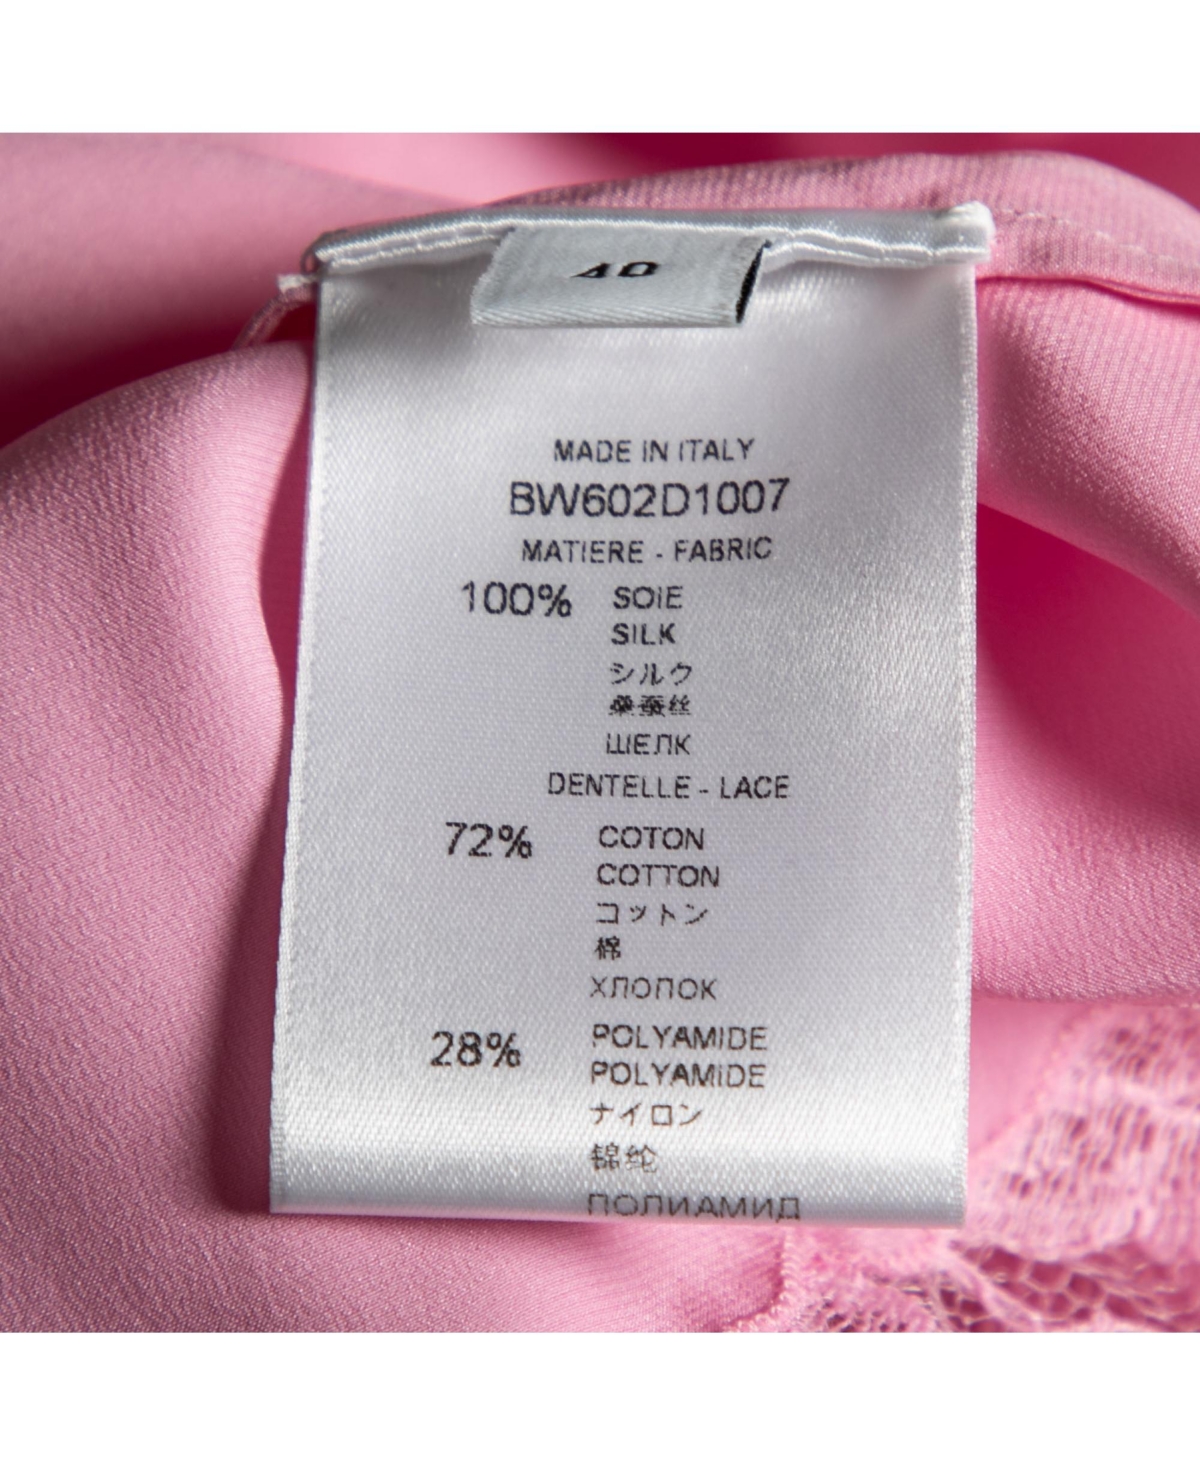 40
MADE IN ITALY
BW602D1007
MATIERE - FABRIC
100% SOIE
SILK
シルク
桑蚕丝
ШЕЛК
DENTELLE - LACE
72% COTON
COTTON
コットン
棉
ХЛОПОК
28% POLYAMIDE
POLYAMIDE
ナイロン
锦纶
ПОЛИАМИД